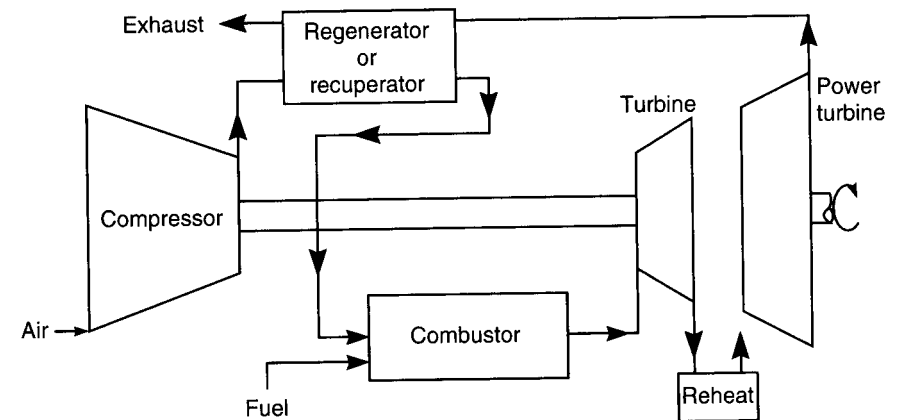 Exhaust
Regenerator
or
recuperator
Turbine
Power
turbine
Compressor
Air
Combustor
Fuel
Reheat